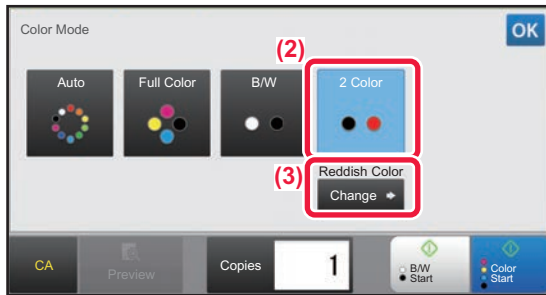 Color Mode
OK
(2)
Auto
Full Color
B/W
2 Color
(3)
Reddish Color
Change
CA
Preview
Copies
1
B/W
Start
Color
Start